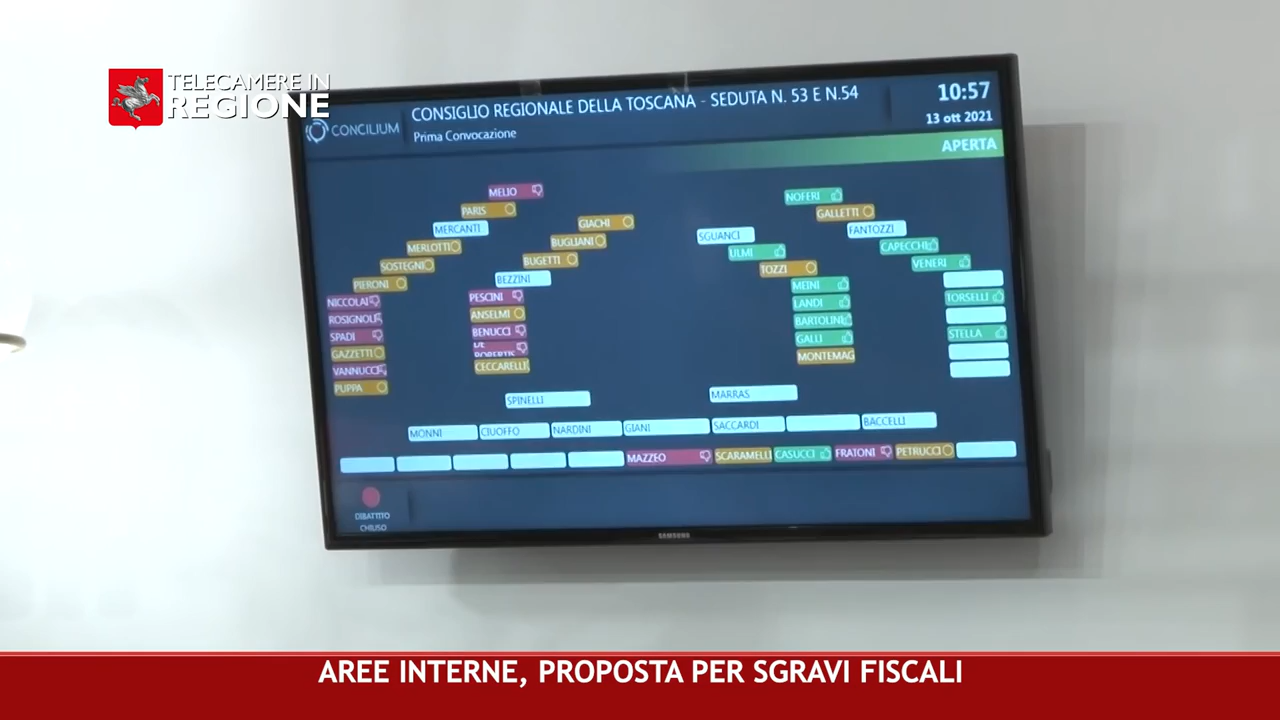 TELECAMERE IN
REGIONE
CONCILIUM
CONSIGLIO REGIONALE DELLA TOSCANA - SEDUTA N. 53 E N.54
Prima Convocazione
10:57
13 ott 2021
APERTA
MELIO
PARIS
MERCANTI
MERLOTTI
SOSTEGNI
PIERONI
NICCOLAI
ROSIGNOLI
SPADI
GAZZETTI
VANNUCCI
PUPPA
GIACHI
BUGLIANI
BUGETTI
BEZZINI
PESCINI
ANSELMI
BENUCCI
DE
ROBERTIS
CECCARELLI
SGUANCI
ULMI
TOZZI
MEINI
LANDI
BARTOLINI
GALLI
MONTEMAG
NOFERI
GALLETTI
FANTOZZI
CAPECCHI
VENERI
TORSELLI
STELLA
SPINELLI
MARRAS
MONNI
CIUOFFO
NARDINI
GIANI
SACCARDI
BACCELLI
MAZZEO
SCARAMELLI
CASUCCI
FRATONI
PETRUCCI
DIBATTITO
CHIUSO
SAMSUNG
AREE INTERNE, PROPOSTA PER SGRAVI FISCALI